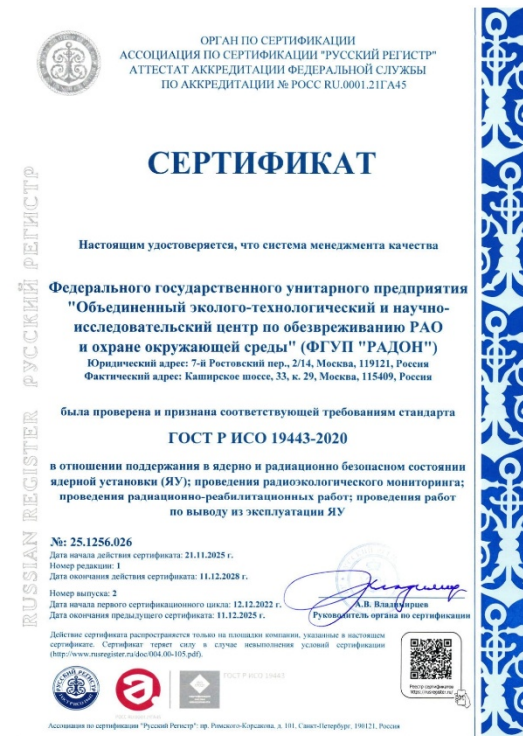 ОРГАН ПО СЕРТИФИКАЦИИ
АССОЦИАЦИЯ ПО СЕРТИФИКАЦИИ "РУССКИЙ РЕГИСТР"
АТТЕСТАТ АККРЕДИТАЦИИ ФЕДЕРАЛЬНОЙ СЛУЖБЫ
ПО АККРЕДИТАЦИИ № РОСС RU.0001.21ГА45
СЕРТИФИКАТ
Настоящим удостоверяется, что система менеджмента качества
Федерального государственного унитарного предприятия
"Объединенный эколого-технологический и научно-
исследовательский центр по обезвреживанию РАО
и охране окружающей среды" (ФГУП "РАДОН")
Юридический адрес: 7-й Ростовский пер., 2/14, Москва, 119121, Россия
Фактический адрес: Каширское шоссе, 33, к. 29, Москва, 115409, Россия
была проверена и признана соответствующей требованиям стандарта
ГОСТ Р ИСО 19443-2020
в отношении поддержания в ядерно и радиационно безопасном состоянии
ядерной установки (ЯУ); проведения радиоэкологического мониторинга;
проведения радиационно-реабилитационных работ; проведения работ
по выводу из эксплуатации ЯУ
№: 25.1256.026
Дата начала действия сертификата: 21.11.2025 г.
Номер редакции: 1
Дата окончания действия сертификата: 11.12.2028 г.
Номер выпуска: 2
Дата начала первого сертификационного цикла: 12.12.2022 г.
Дата окончания предыдущего сертификата: 11.12.2025 г.
А.В. Владимирцев
Руководитель органа по сертификации
Действие сертификата распространяется только на площадки компании, указанные в настоящем
сертификате. Сертификат теряет силу в случае невыполнения условий сертификации
(http://www.rusregister.ru/doc/004.00-105.pdf).
Реестр сертификатов
https://rusregister.ru/
ГОСТ Р ИСО 19443
Ассоциация по сертификации "Русский Регистр": пр. Римского-Корсакова, д. 101, Санкт-Петербург, 190121, Россия
RUSSIAN REGISTER РУССКИЙ РЕГИСТР